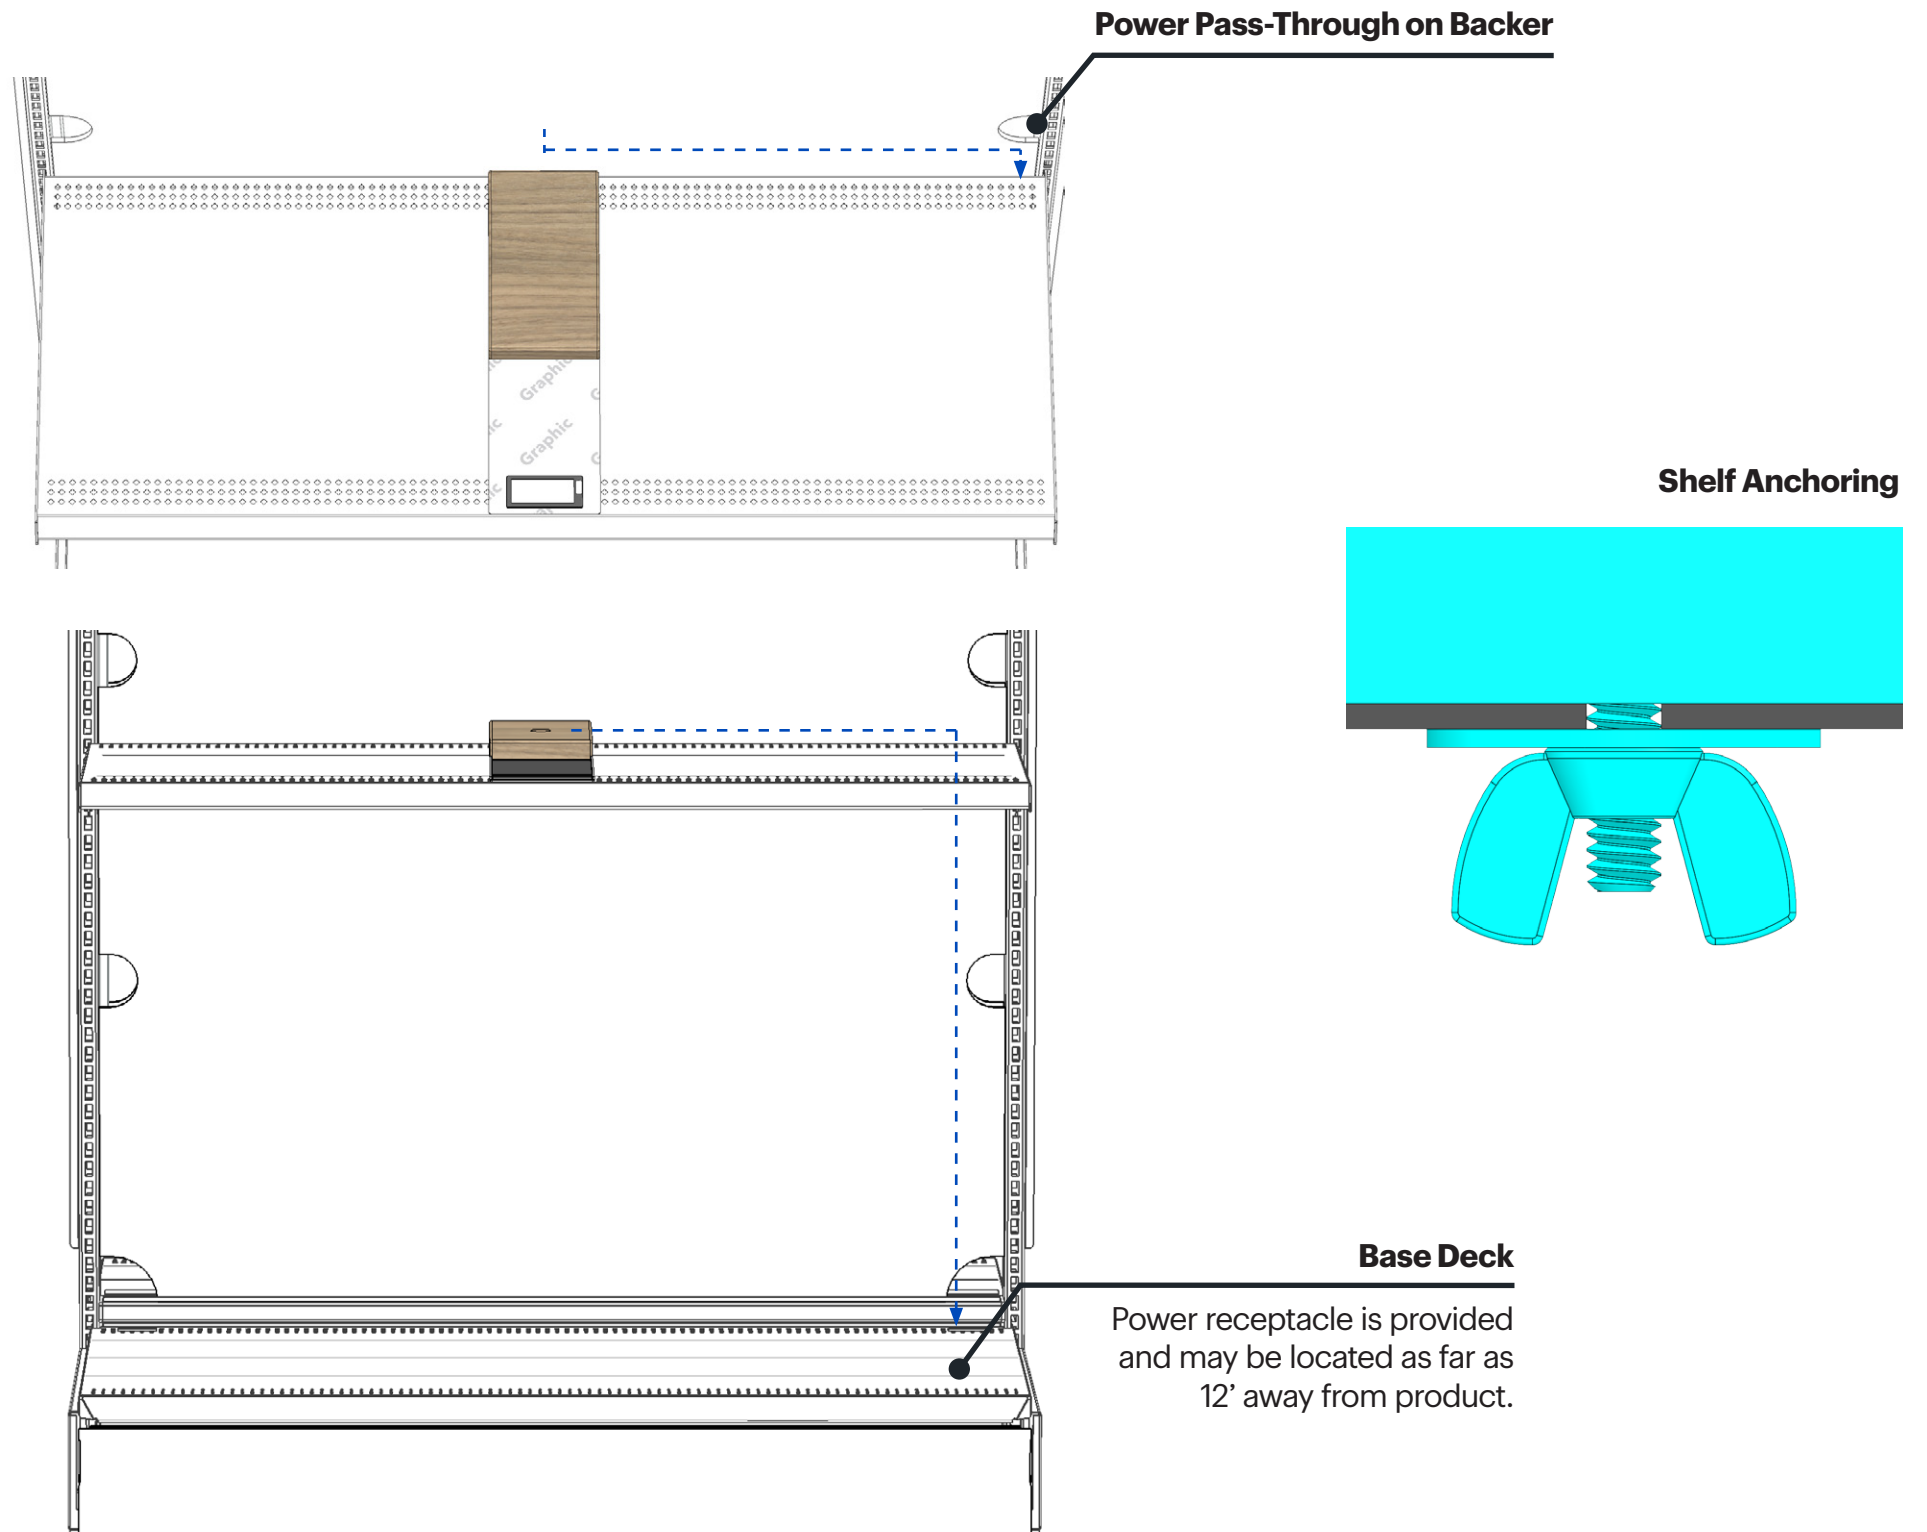 Power Pass-Through on Backer
Graphic
Graphic
Shelf Anchoring
Base Deck
Power receptacle is provided
and may be located as far as
12’ away from product.